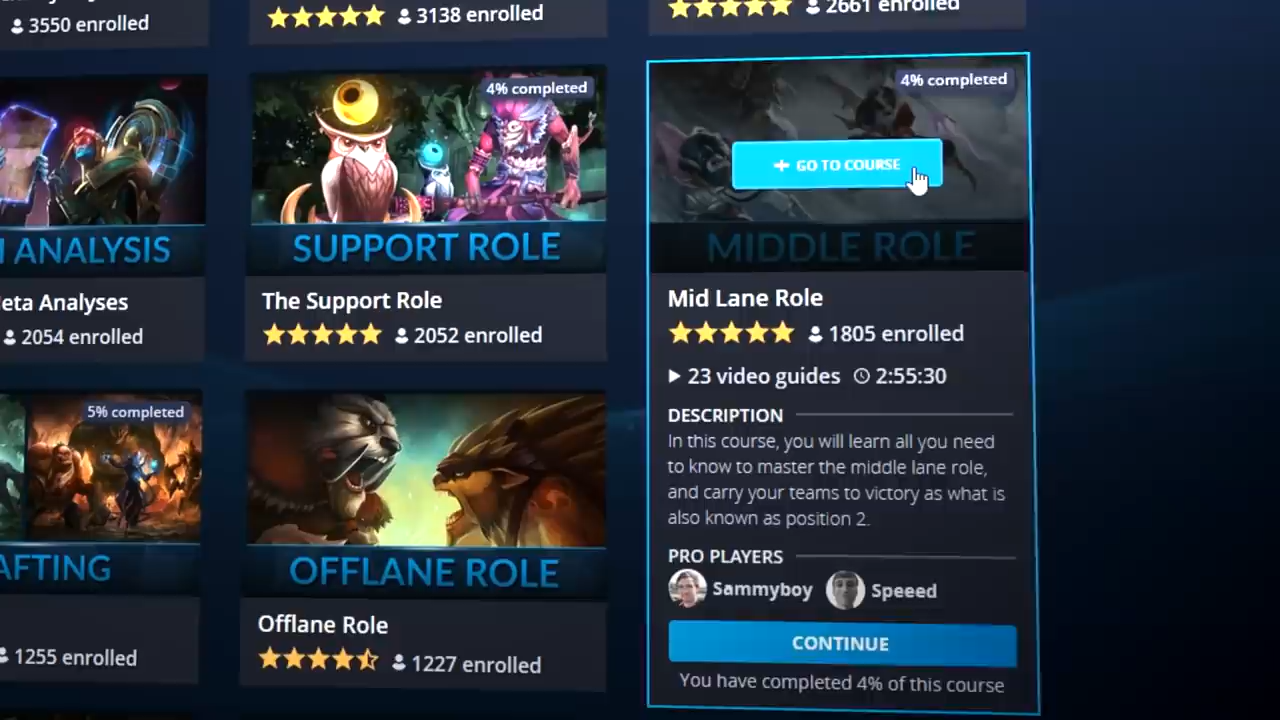 3550 enrolled
3138 enrolled
2661 enrolled
ANALYSIS
Meta Analyses
2054 enrolled
4% completed
SUPPORT ROLE
The Support Role
2052 enrolled
4% completed
+ GO TO COURSE
MIDDLE ROLE
Mid Lane Role
1805 enrolled
23 video guides 2:55:30
DESCRIPTION
In this course, you will learn all you need
to know to master the middle lane role,
and carry your teams to victory as what is
also known as position 2.
PRO PLAYERS
Sammyboy Speeed
CONTINUE
You have completed 4% of this course
5% completed
AFTING
1255 enrolled
OFFLANE ROLE
Offlane Role
1227 enrolled